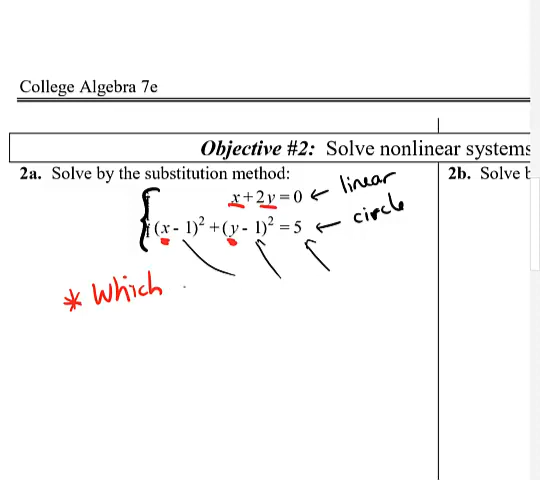 College Algebra 7e
Objective #2: Solve nonlinear systems
2a. Solve by the substitution method:
2b. Solve
x + 2y = 0 ← linear
(x - 1)² + (y - 1)² = 5 ← circle
* Which